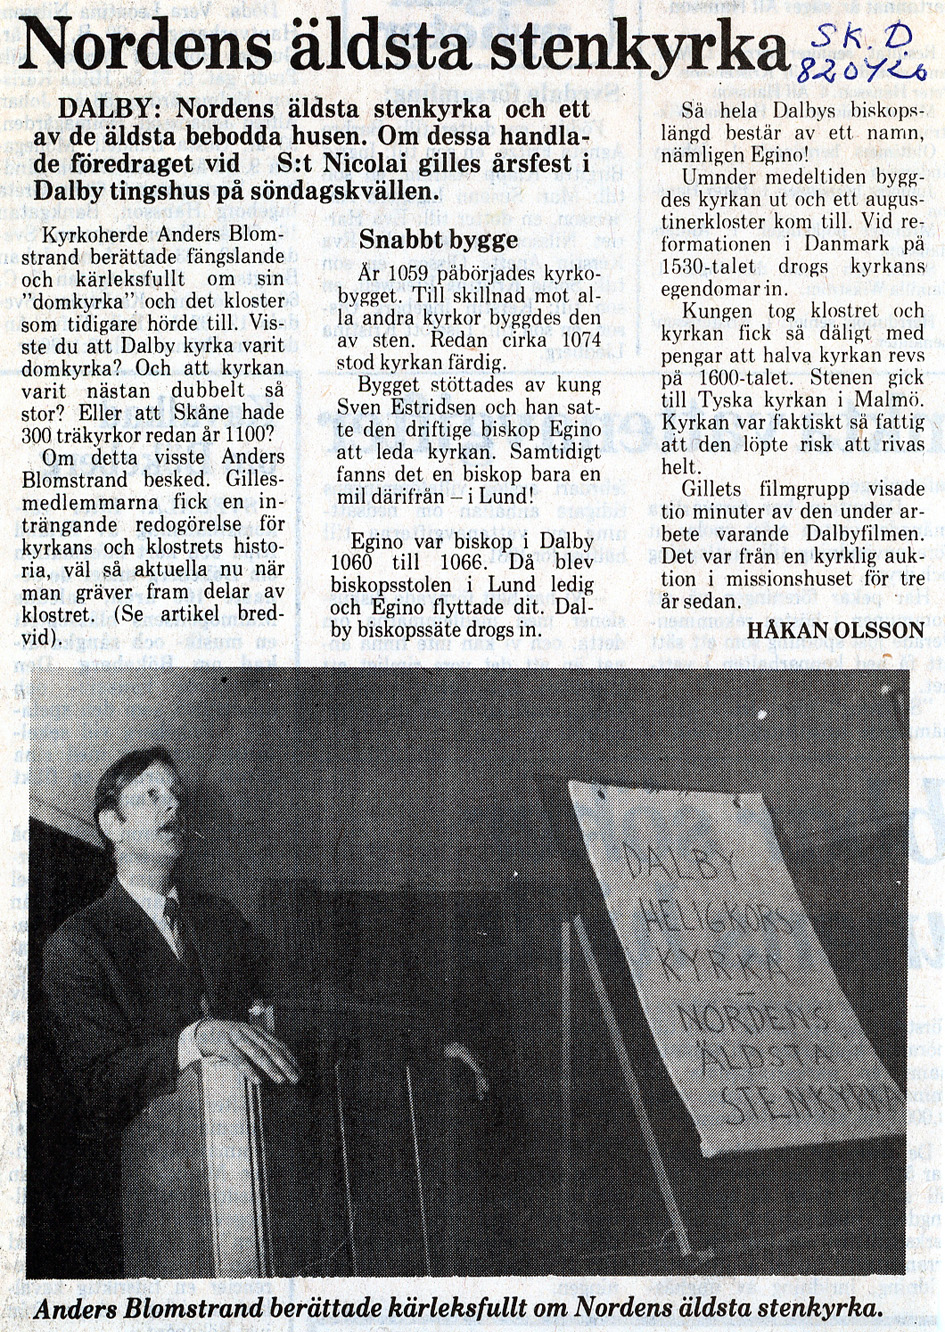 Nordens äldsta stenkyrka
SK. D.
820420
DALBY: Nordens äldsta stenkyrka och ett
av de äldsta bebodda husen. Om dessa handla-
de föredraget vid S:t Nicolai gilles årsfest i
Dalby tingshus på söndagskvällen.
Kyrkoherde Anders Blom-
strand berättade fängslande
och kärleksfullt om sin
"domkyrka" och det kloster
som tidigare hörde till. Vis-
ste du att Dalby kyrka varit
domkyrka? Och att kyrkan
varit nästan dubbelt så
stor? Eller att Skåne hade
300 träkyrkor redan år 1100?
Om detta visste Anders
Blomstrand besked. Gilles-
medlemmarna fick en in-
trängande redogörelse för
kyrkans och klostrets histo-
ria, väl så aktuella nu när
man gräver fram delar av
klostret. (Se artikel bred-
vid).
Snabbt bygge
År 1059 påbörjades kyrko-
bygget. Till skillnad mot al-
la andra kyrkor byggdes den
av sten. Redan cirka 1074
stod kyrkan färdig.
Bygget stöttades av kung
Sven Estridsen och han sat-
te den driftige biskop Egino
att leda kyrkan. Samtidigt
fanns det en biskop bara en
mil därifrån – i Lund!
Egino var biskop i Dalby
1060 till 1066. Då blev
biskopsstolen i Lund ledig
och Egino flyttade dit. Dal-
by biskopssäte drogs in.
Så hela Dalbys biskops-
längd består av ett namn,
nämligen Egino!
Umnder medeltiden bygg-
des kyrkan ut och ett augus-
tinerkloster kom till. Vid re-
formationen i Danmark på
1530-talet drogs kyrkans
egendomar in.
Kungen tog klostret och
kyrkan fick så dåligt med
pengar att halva kyrkan revs
på 1600-talet. Stenen gick
till Tyska kyrkan i Malmö.
Kyrkan var faktiskt så fattig
att den löpte risk att rivas
helt.
Gillets filmgrupp visade
tio minuter av den under ar-
bete varande Dalbyfilmen.
Det var från en kyrklig auk-
tion i missionshuset för tre
år sedan.
HÅKAN OLSSON
DALBY
HELIGKORS
KYRKA
–
NORDENS
ÄLDSTA
STENKYRKA
Anders Blomstrand berättade kärleksfullt om Nordens äldsta stenkyrka.